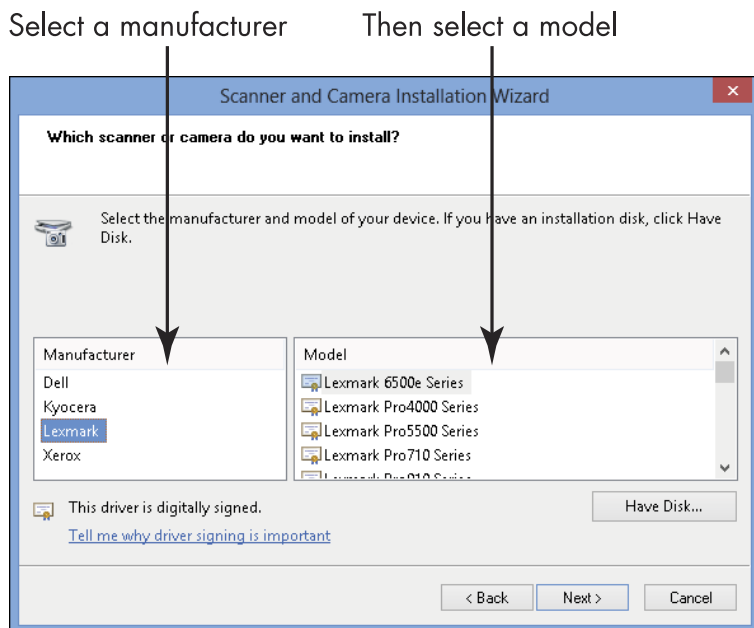 Select a manufacturer Then select a model
Scanner and Camera Installation Wizard
Which scanner or camera do you want to install?
Select the manufacturer and model of your device. If you have an installation disk, click Have
Disk.
Manufacturer
Dell
Kyocera
Lexmark
Xerox
Model
Lexmark 6500e Series
Lexmark Pro4000 Series
Lexmark Pro5500 Series
Lexmark Pro710 Series
This driver is digitally signed.
Have Disk...
Tell me why driver signing is important
< Back Next > Cancel